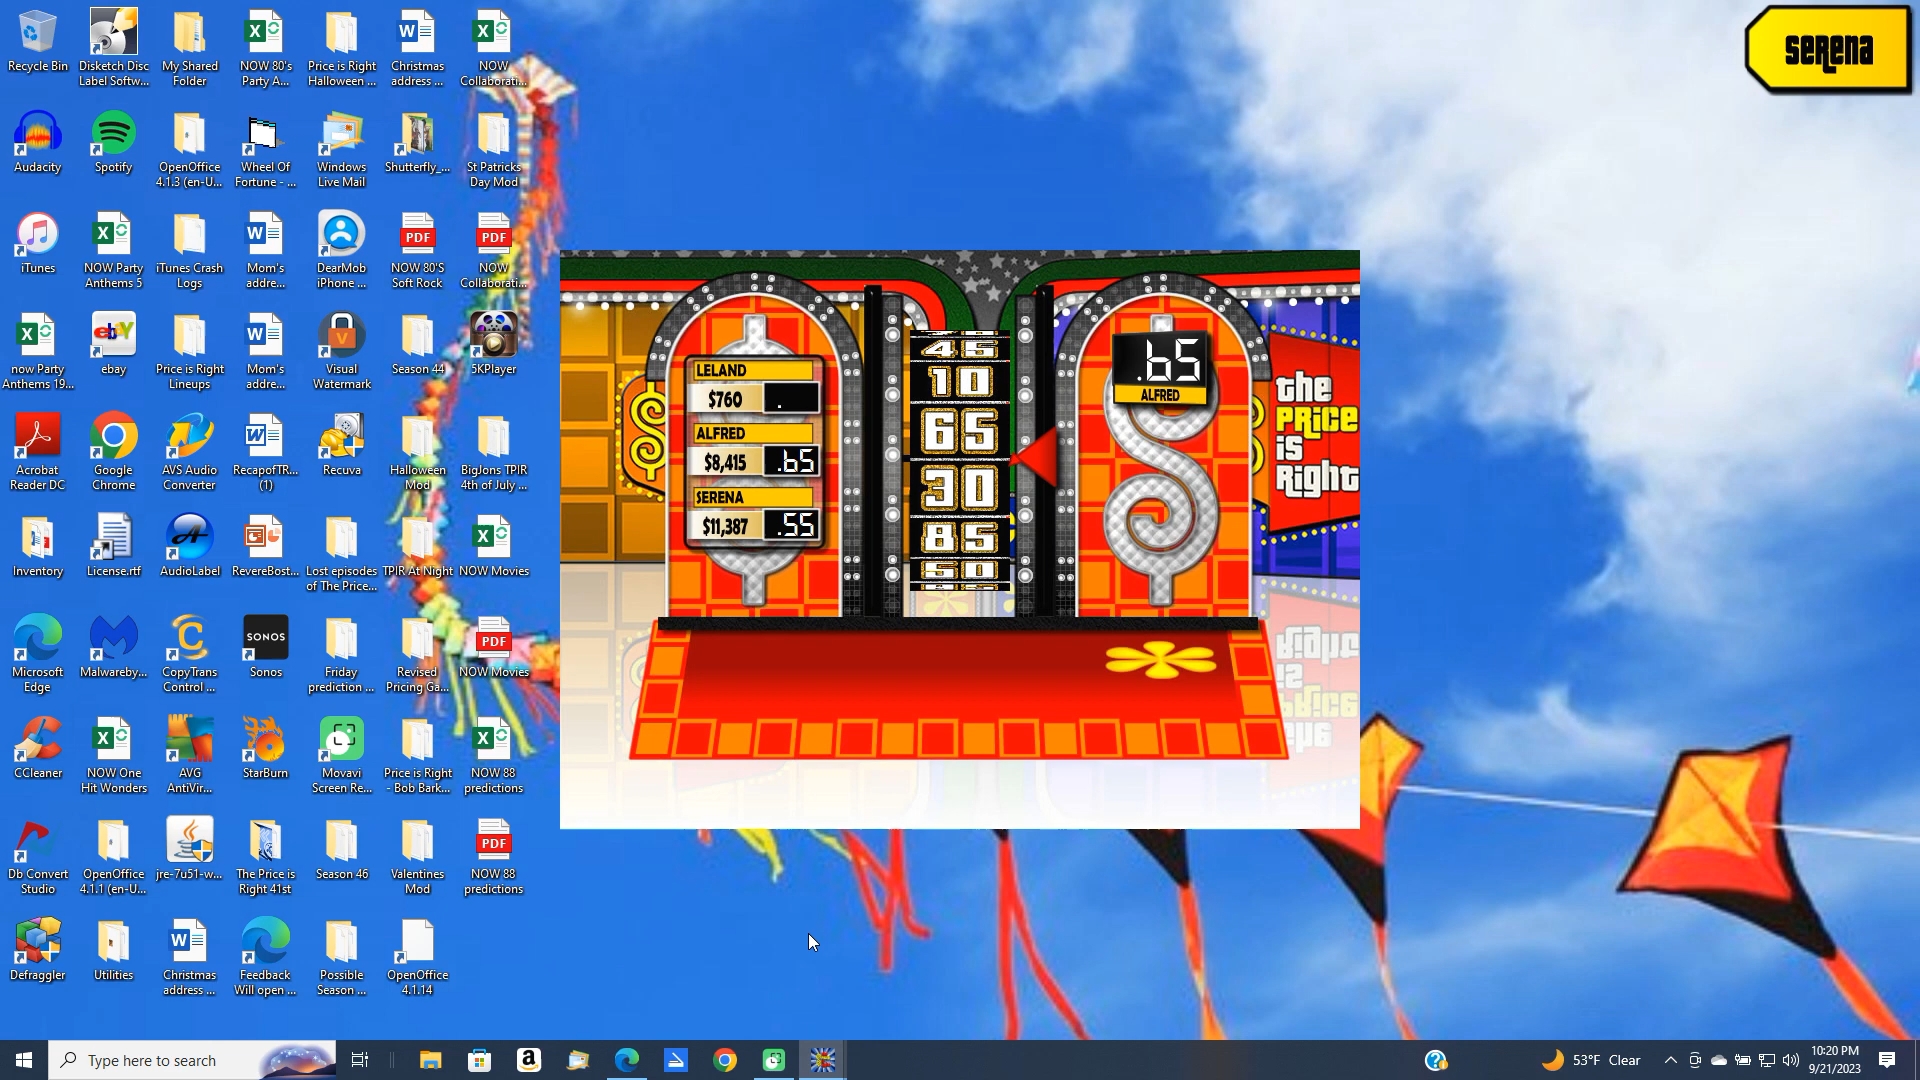 Recycle Bin
Disketch Disc
Label Softw...
My Shared
Folder
NOW 80's
Party A...
Price is Right
Halloween ...
Christmas
address ...
NOW
Collaborati...
Audacity
Spotify
OpenOffice
4.1.3 (en-U...
Wheel Of
Fortune - ...
Windows
Live Mail
Shutterfly_...
St Patricks
Day Mod
iTunes
NOW Party
Anthems 5
iTunes Crash
Logs
Mom's
addre...
DearMob
iPhone ...
NOW 80'S
Soft Rock
NOW
Collaborati...
now Party
Anthems 19...
ebay
Price is Right
Lineups
Mom's
addre...
Visual
Watermark
Season 44
5KPlayer
Acrobat
Reader DC
Google
Chrome
AVS Audio
Converter
RecapofTR...
(1)
Recuva
Halloween
Mod
BigJons TPIR
4th of July ...
Inventory
License.rtf
AudioLabel
RevereBost...
Lost episodes
of The Price...
TPIR At Night
NOW Movies
Microsoft
Edge
Malwareby...
CopyTrans
Control ...
SONOS
Sonos
Friday
prediction ...
Revised
Pricing Ga...
NOW Movies
CCleaner
NOW One
Hit Wonders
AVG
AntiVir...
StarBurn
Movavi
Screen Re...
Price is Right
- Bob Bark...
NOW 88
predictions
Db Convert
Studio
OpenOffice
4.1.1 (en-U...
jre-7u51-w...
The Price is
Right 41st
Season 46
Valentines
Mod
NOW 88
predictions
Defraggler
Utilities
Christmas
address ...
Feedback
Will open ...
Possible
Season ...
OpenOffice
4.1.14
SERENA
LELAND
$760 .
ALFRED
$8,415 .65
SERENA
$11,387 .55
45
10
65
30
85
50
.65
ALFRED
the
PRICE
is
Right
Type here to search
53°F Clear
10:20 PM
9/21/2023